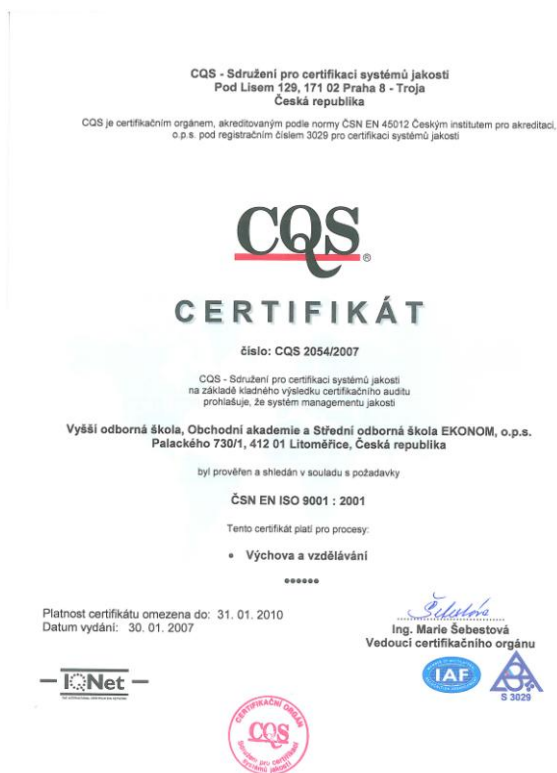 CQS - Sdružení pro certifikaci systémů jakosti
Pod Lisem 129, 171 02 Praha 8 - Troja
Česká republika
CQS je certifikačním orgánem, akreditovaným podle normy ČSN EN 45012 Českým institutem pro akreditaci,
o.p.s. pod registračním číslem 3029 pro certifikaci systémů jakosti
CQS ®
CERTIFIKÁT
číslo: CQS 2054/2007
CQS - Sdružení pro certifikaci systémů jakosti
na základě kladného výsledku certifikačního auditu
prohlašuje, že systém managementu jakosti
Vyšší odborná škola, Obchodní akademie a Střední odborná škola EKONOM, o.p.s.
Palackého 730/1, 412 01 Litoměřice, Česká republika
byl prověřen a shledán v souladu s požadavky
ČSN EN ISO 9001 : 2001
Tento certifikát platí pro procesy:
• Výchova a vzdělávání
Platnost certifikátu omezena do: 31. 01. 2010
Datum vydání: 30. 01. 2007
Šebestová
Ing. Marie Šebestová
Vedoucí certifikačního orgánu
IQNet
IAF
S 3029
CERTIFIKAČNÍ ORGÁN
CQS
Sdružení pro certifikaci
systémů jakosti